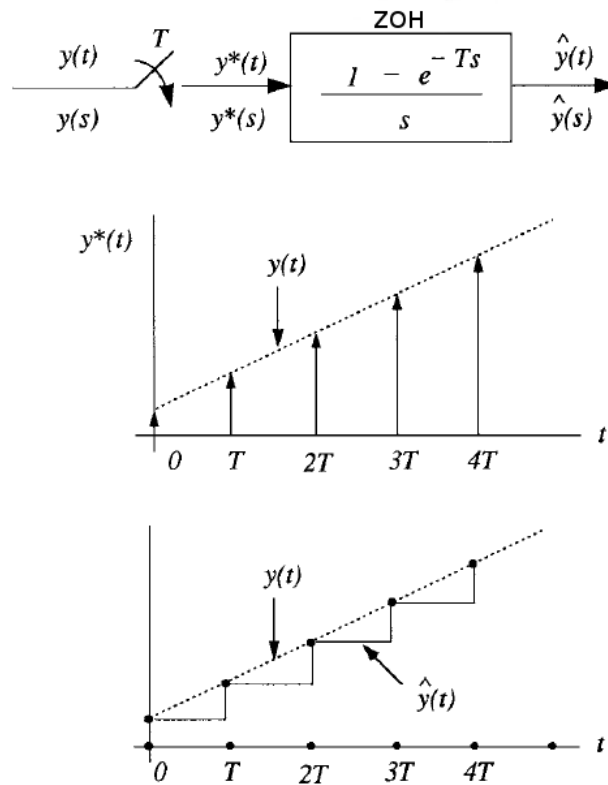 ZOH
T
y(t)
y*(t)
1 - e^{-Ts}
ŷ(t)
y(s)
y*(s)
s
ŷ(s)
y*(t)
y(t)
t
0 T 2T 3T 4T
y(t)
ŷ(t)
t
0 T 2T 3T 4T